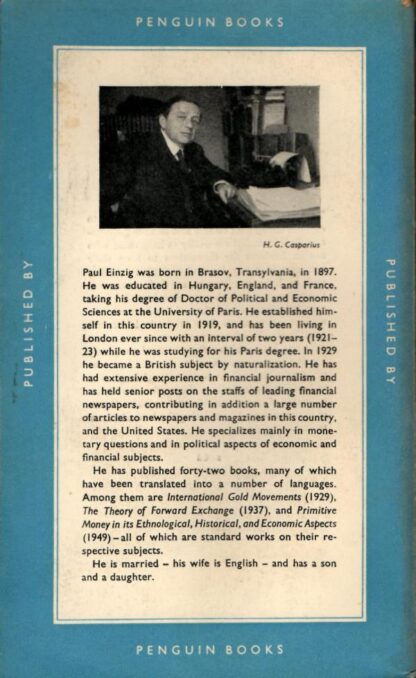 PENGUIN BOOKS
PUBLISHED BY
PUBLISHED BY
H. G. Casparius
Paul Einzig was born in Brasov, Transylvania, in 1897.
He was educated in Hungary, England, and France,
taking his degree of Doctor of Political and Economic
Sciences at the University of Paris. He established him-
self in this country in 1919, and has been living in
London ever since with an interval of two years (1921–
23) while he was studying for his Paris degree. In 1929
he became a British subject by naturalization. He has
had extensive experience in financial journalism and
has held senior posts on the staffs of leading financial
newspapers, contributing in addition a large number
of articles to newspapers and magazines in this country,
and the United States. He specializes mainly in mone-
tary questions and in political aspects of economic and
financial subjects.
He has published forty-two books, many of which
have been translated into a number of languages.
Among them are International Gold Movements (1929),
The Theory of Forward Exchange (1937), and Primitive
Money in its Ethnological, Historical, and Economic Aspects
(1949) – all of which are standard works on their re-
spective subjects.
He is married – his wife is English – and has a son
and a daughter.
PENGUIN BOOKS